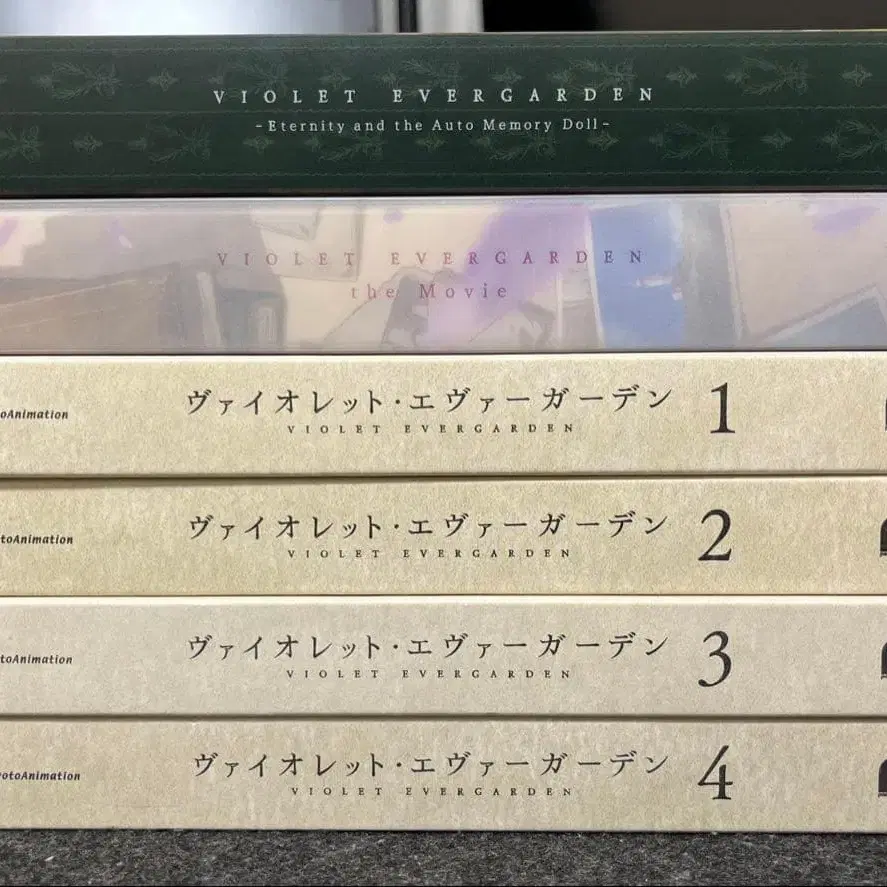 VIOLET EVERGARDEN
-Eternity and the Auto Memory Doll-
VIOLET EVERGARDEN
the Movie
otoAnimation
ヴァイオレット・エヴァーガーデン 1
VIOLET EVERGARDEN
toAnimation
ヴァイオレット・エヴァーガーデン 2
VIOLET EVERGARDEN
toAnimation
ヴァイオレット・エヴァーガーデン 3
VIOLET EVERGARDEN
yotoAnimation
ヴァイオレット・エヴァーガーデン 4
VIOLET EVERGARDEN